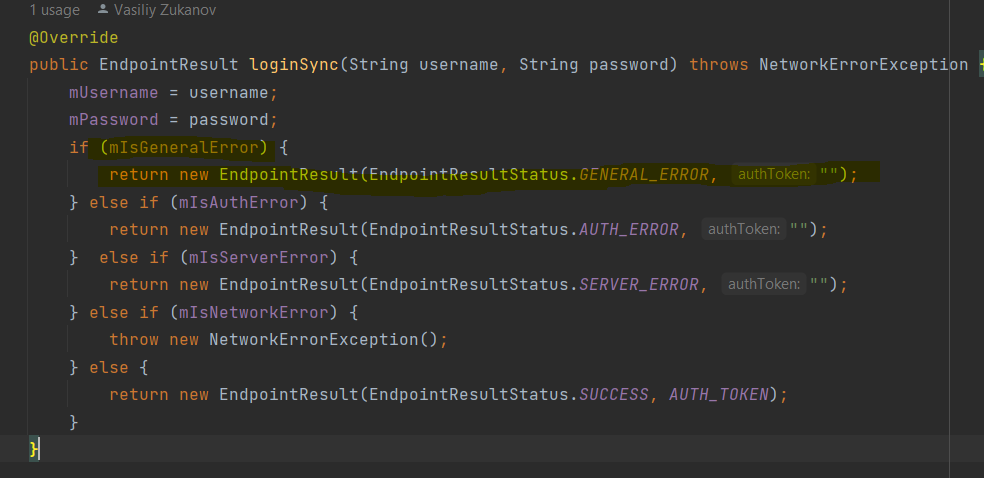 1 usage Vasiliy Zukanov
@Override
public EndpointResult loginSync(String username, String password) throws NetworkErrorException {
mUsername = username;
mPassword = password;
if (mIsGeneralError) {
return new EndpointResult(EndpointResultStatus.GENERAL_ERROR, authToken: "");
} else if (mIsAuthError) {
return new EndpointResult(EndpointResultStatus.AUTH_ERROR, authToken: "");
}  else if (mIsServerError) {
return new EndpointResult(EndpointResultStatus.SERVER_ERROR, authToken: "");
} else if (mIsNetworkError) {
throw new NetworkErrorException();
} else {
return new EndpointResult(EndpointResultStatus.SUCCESS, AUTH_TOKEN);
}
}